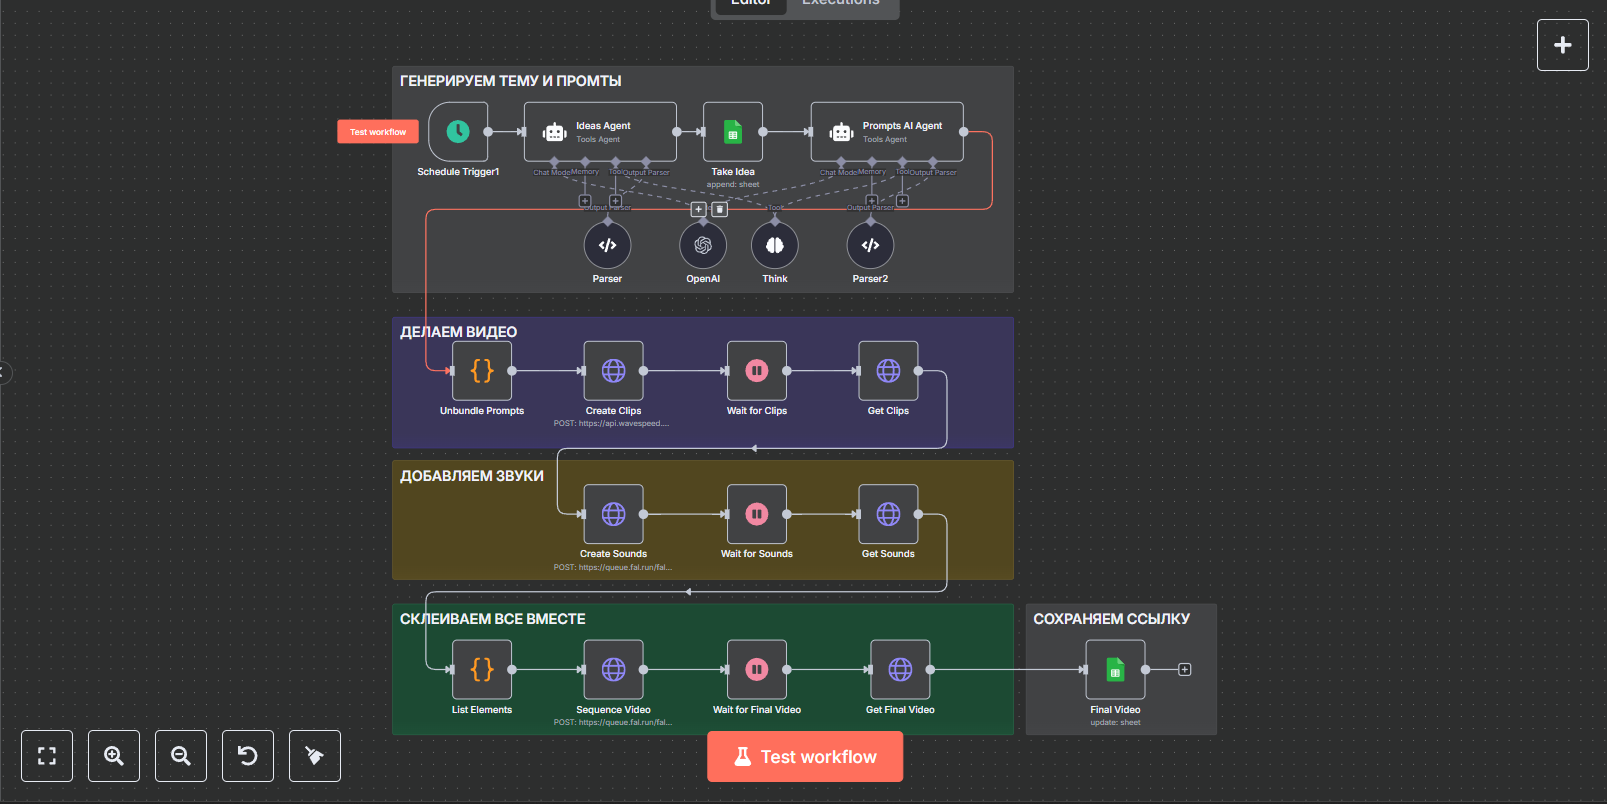 Editor
Executions
ГЕНЕРИРУЕМ ТЕМУ И ПРОМТЫ
Test workflow
Schedule Trigger1
Ideas Agent
Tools Agent
Chat Mode
Memory
Tool
Output Parser
Take Idea
append: sheet
Prompts AI Agent
Tools Agent
Chat Mode
Memory
Tool
Output Parser
Output Parser
Tool
Output Parser
Parser
OpenAI
Think
Parser2
ДЕЛАЕМ ВИДЕО
Unbundle Prompts
Create Clips
POST: https://api.wavespeed....
Wait for Clips
Get Clips
ДОБАВЛЯЕМ ЗВУКИ
Create Sounds
POST: https://queue.fal.run/fal...
Wait for Sounds
Get Sounds
СКЛЕИВАЕМ ВСЕ ВМЕСТЕ
List Elements
Sequence Video
POST: https://queue.fal.run/fal...
Wait for Final Video
Get Final Video
СОХРАНЯЕМ ССЫЛКУ
Final Video
update: sheet
Test workflow